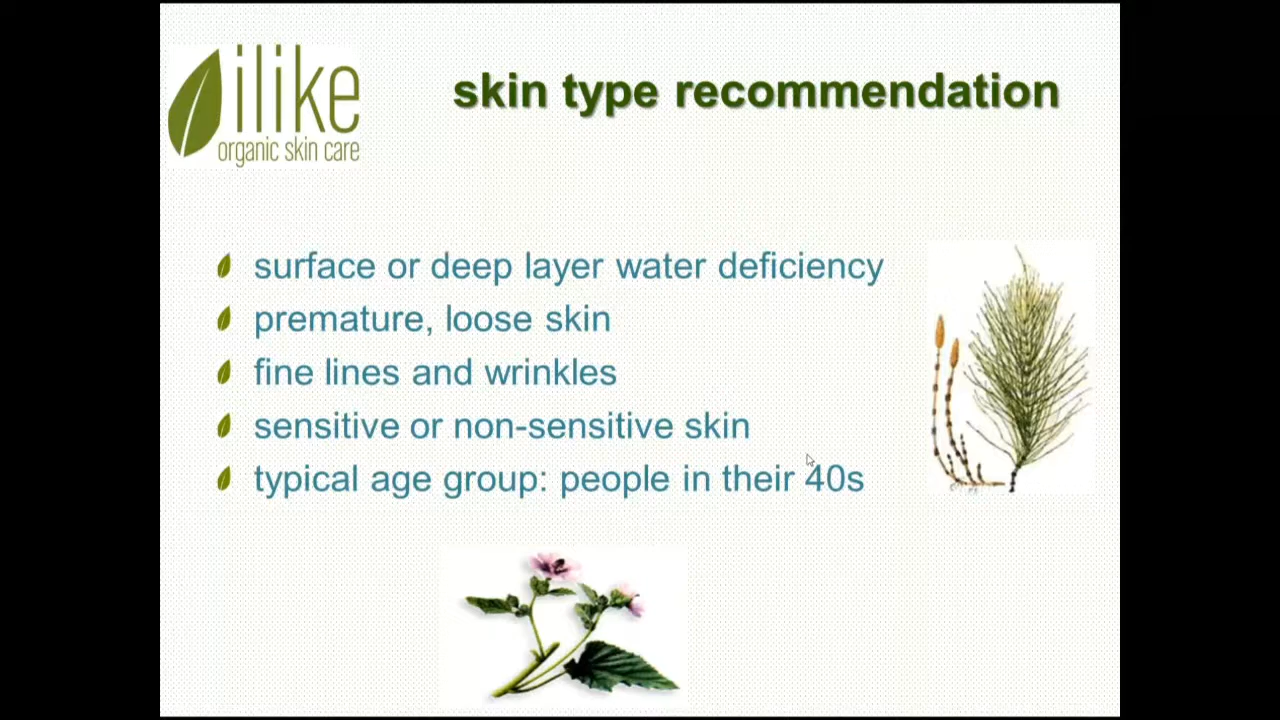 ilike
organic skin care
skin type recommendation
surface or deep layer water deficiency
premature, loose skin
fine lines and wrinkles
sensitive or non-sensitive skin
typical age group: people in their 40s